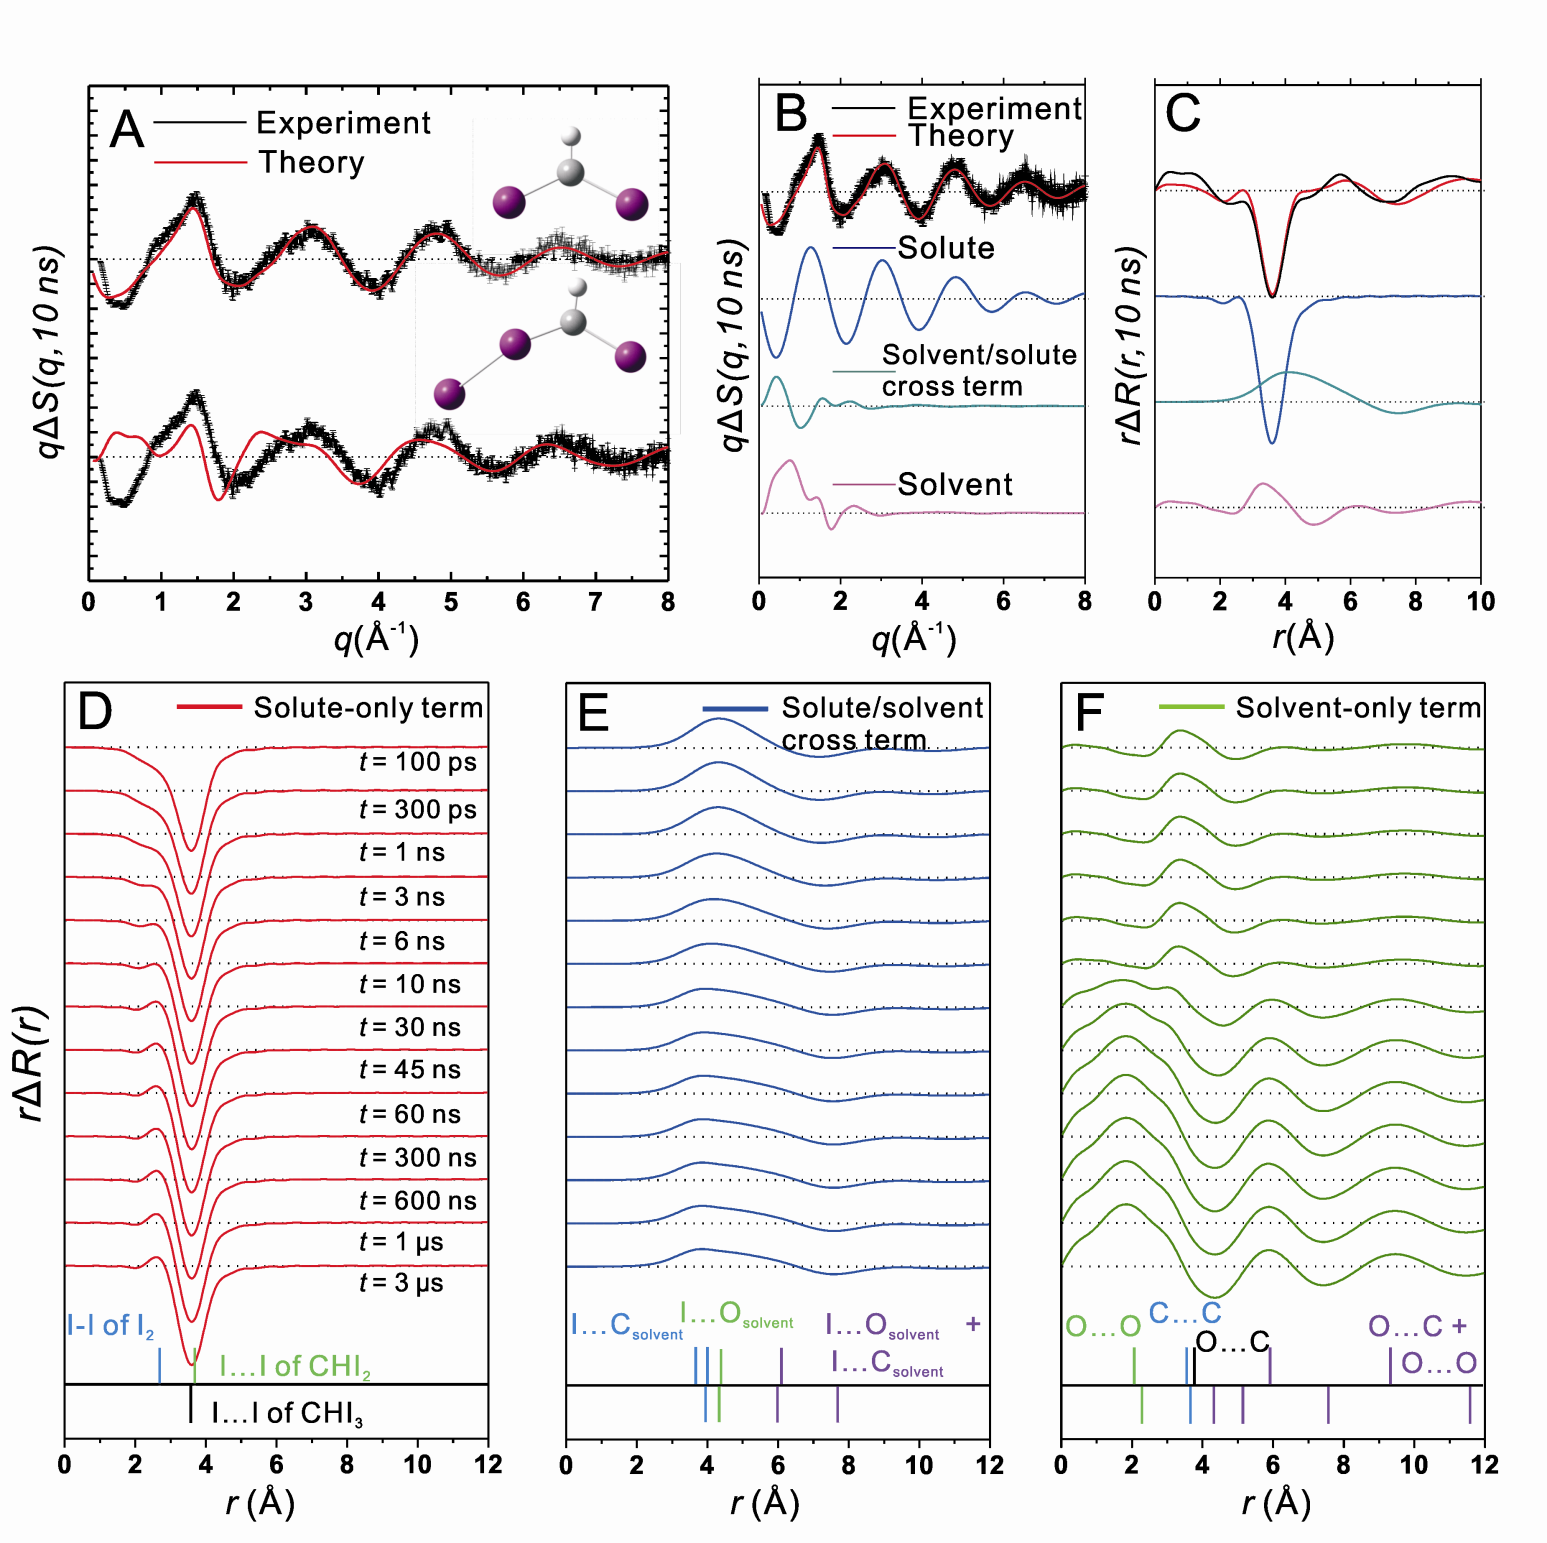 A
Experiment
Theory
qΔS(q, 10 ns)
0 1 2 3 4 5 6 7 8
q(Å⁻¹)
B
Experiment
Theory
Solute
Solvent/solute
cross term
Solvent
qΔS(q, 10 ns)
0 2 4 6 8
q(Å⁻¹)
C
rΔR(r, 10 ns)
0 2 4 6 8 10
r(Å)
D
Solute-only term
t = 100 ps
t = 300 ps
t = 1 ns
t = 3 ns
t = 6 ns
t = 10 ns
t = 30 ns
t = 45 ns
t = 60 ns
t = 300 ns
t = 600 ns
t = 1 µs
t = 3 µs
I-I of I₂
I...I of CHI₂
I...I of CHI₃
rΔR(r)
0 2 4 6 8 10 12
r (Å)
E
Solute/solvent
cross term
I...Csolvent
I...Osolvent
I...Osolvent +
I...Csolvent
0 2 4 6 8 10 12
r (Å)
F
Solvent-only term
O...O
C...C
O...C
O...C +
O...O
0 2 4 6 8 10 12
r (Å)